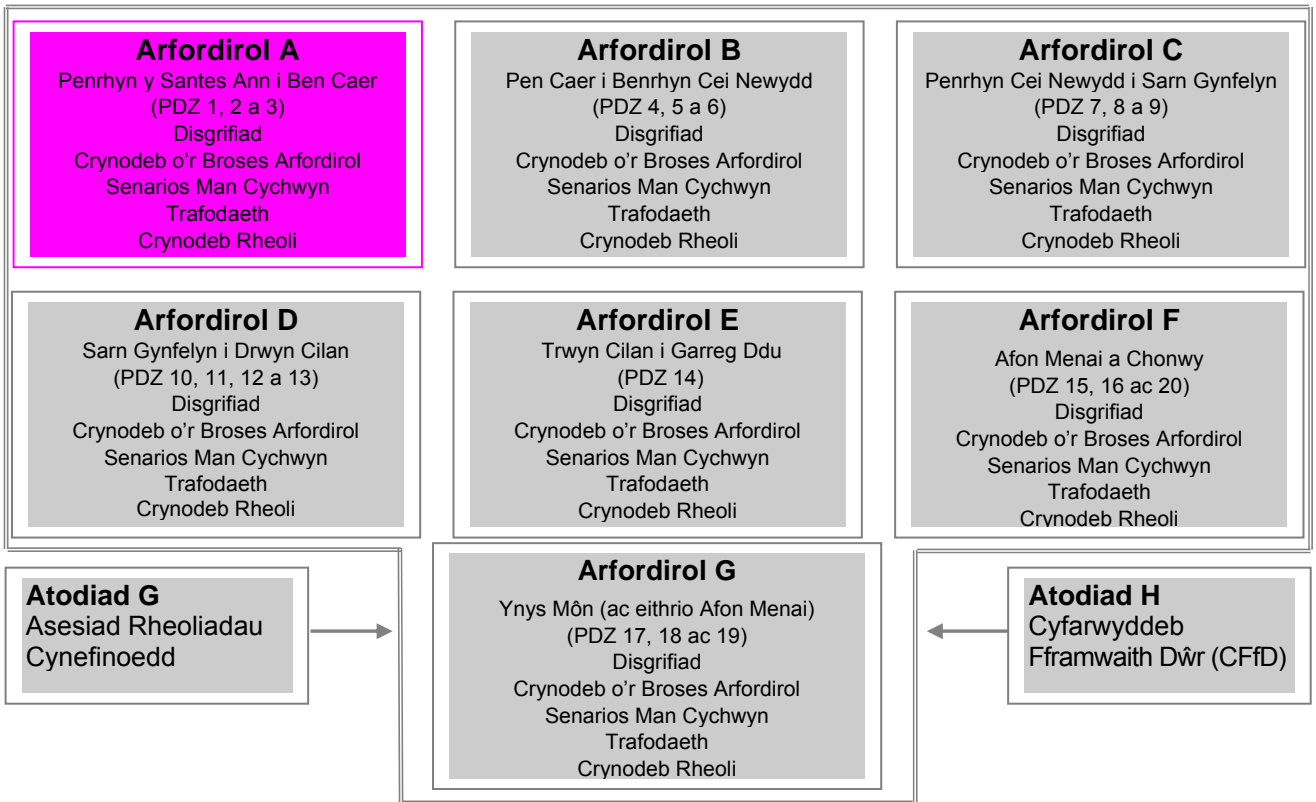 Arfordirol A
Penrhyn y Santes Ann i Ben Caer
(PDZ 1, 2 a 3)
Disgrifiad
Crynodeb o'r Broses Arfordirol
Senarios Man Cychwyn
Trafodaeth
Crynodeb Rheoli
Arfordirol B
Pen Caer i Benrhyn Cei Newydd
(PDZ 4, 5 a 6)
Disgrifiad
Crynodeb o'r Broses Arfordirol
Senarios Man Cychwyn
Trafodaeth
Crynodeb Rheoli
Arfordirol C
Penrhyn Cei Newydd i Sarn Gynfelyn
(PDZ 7, 8 a 9)
Disgrifiad
Crynodeb o'r Broses Arfordirol
Senarios Man Cychwyn
Trafodaeth
Crynodeb Rheoli
Arfordirol D
Sarn Gynfelyn i Drwyn Cilan
(PDZ 10, 11, 12 a 13)
Disgrifiad
Crynodeb o'r Broses Arfordirol
Senarios Man Cychwyn
Trafodaeth
Crynodeb Rheoli
Arfordirol E
Trwyn Cilan i Garreg Ddu
(PDZ 14)
Disgrifiad
Crynodeb o'r Broses Arfordirol
Senarios Man Cychwyn
Trafodaeth
Crynodeb Rheoli
Arfordirol F
Afon Menai a Chonwy
(PDZ 15, 16 ac 20)
Disgrifiad
Crynodeb o'r Broses Arfordirol
Senarios Man Cychwyn
Trafodaeth
Crynodeb Rheoli
Atodiad G
Asesiad Rheoliadau
Cynefinoedd
Arfordirol G
Ynys Môn (ac eithrio Afon Menai)
(PDZ 17, 18 ac 19)
Disgrifiad
Crynodeb o'r Broses Arfordirol
Senarios Man Cychwyn
Trafodaeth
Crynodeb Rheoli
Atodiad H
Cyfarwyddeb
Fframwaith Dŵr (CFfD)